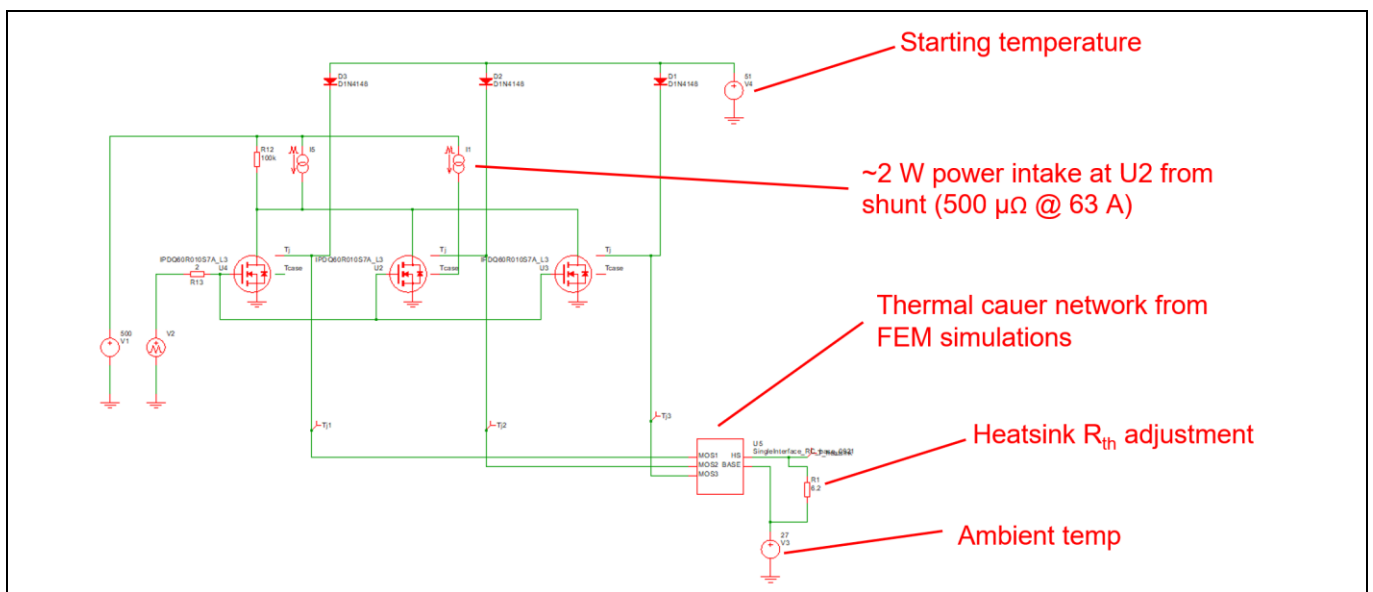 Starting temperature
D3
D1N4148
D2
D1N4148
D1
D1N4148
51
V4
R12
100k
I5
I1
~2 W power intake at U2 from
shunt (500 µΩ @ 63 A)
IPDQ60R010S7A_L3
U4
Tj
Tcase
IPDQ60R010S7A_L3
U2
Tj
Tcase
IPDQ60R010S7A_L3
U3
Tj
Tcase
2
R13
500
V1
V2
Thermal cauer network from
FEM simulations
Tj1
Tj2
Tj3
MOS1
MOS2
MOS3
HS
BASE
U5
Heatsink Rth adjustment
R1
6.2
27
V3
Ambient temp